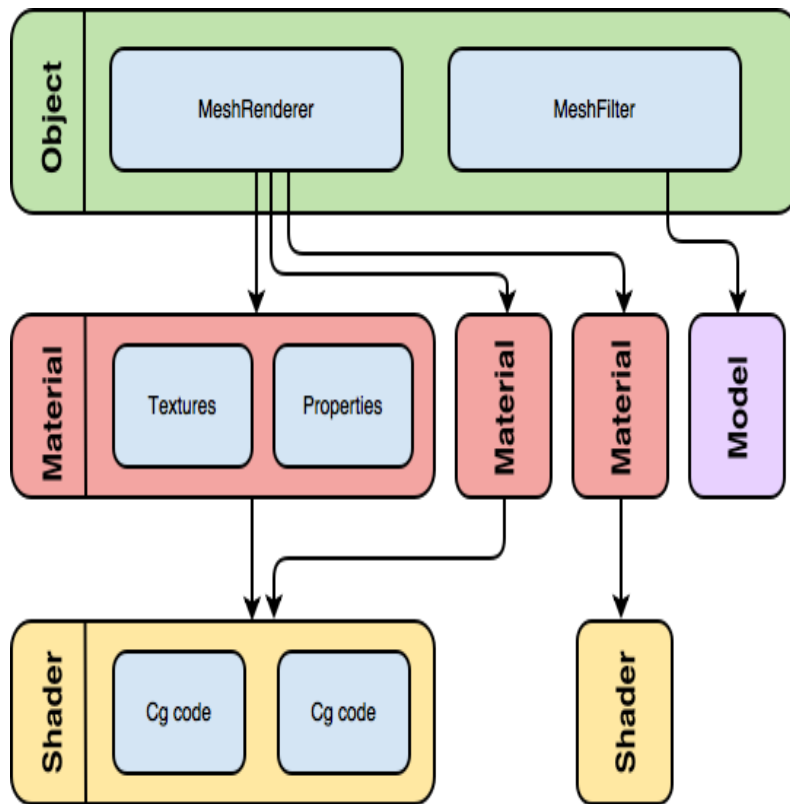 Object
MeshRenderer
MeshFilter
Material
Textures
Properties
Material
Material
Model
Shader
Cg code
Cg code
Shader